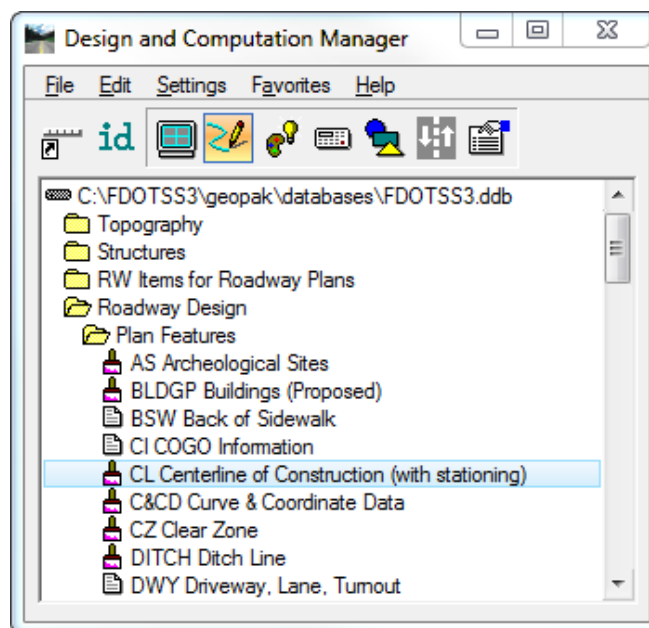 Design and Computation Manager
File Edit Settings Favorites Help
id
C:\FDOTSS3\geopak\databases\FDOTSS3.ddb
Topography
Structures
RW Items for Roadway Plans
Roadway Design
Plan Features
AS Archeological Sites
BLDGP Buildings (Proposed)
BSW Back of Sidewalk
CI COGO Information
CL Centerline of Construction (with stationing)
C&CD Curve & Coordinate Data
CZ Clear Zone
DITCH Ditch Line
DWY Driveway, Lane, Turnout